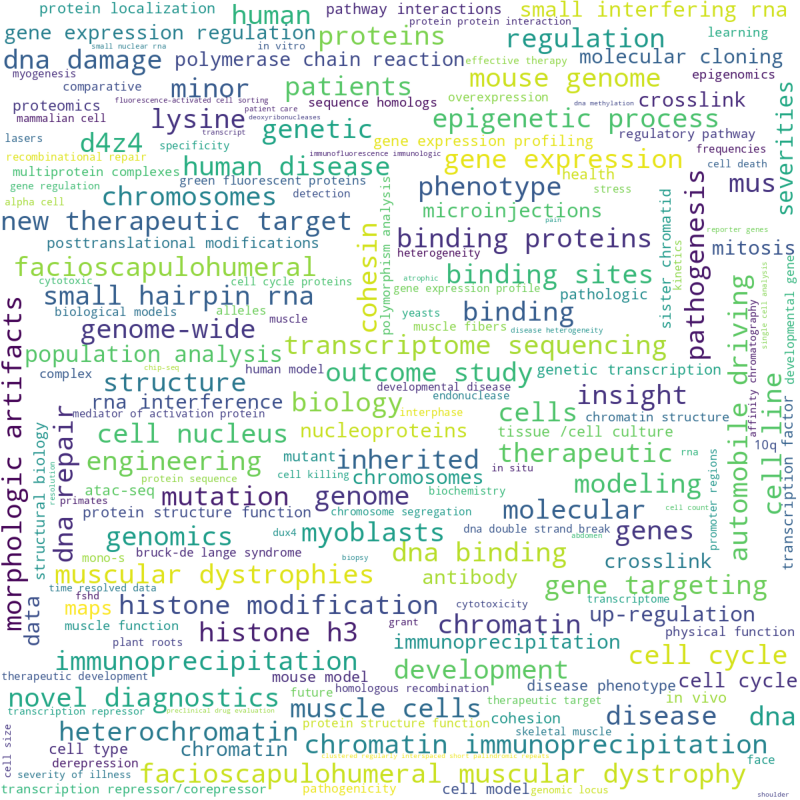 protein localization
human
pathway interactions
small interfering rna
protein protein interaction
gene expression regulation
proteins
regulation
learning
small nuclear rna
in vitro
dna damage
polymerase chain reaction
effective therapy
molecular cloning
myogenesis
comparative
minor
patients
mouse genome
epigenomics
proteomics
fluorescence-activated cell sorting
sequence homologs
overexpression
dna methylation
crosslink
mammalian cell
lysine
patient care
deoxyribonucleases
genetic
epigenetic process
severities
lasers
d4z4
specificity
transcript
gene expression profiling
regulatory pathway
frequencies
recombinational repair
human disease
immunofluorescence immunologic
gene expression
cell death
multiprotein complexes
green fluorescent proteins
health
gene regulation
chromosomes
detection
phenotype
stress
mus
alpha cell
polymorphism analysis
microinjections
sister chromatid
pathogenesis
new therapeutic target
pain
reporter genes
posttranslational modifications
cohesin
binding proteins
heterogeneity
kinetics
mitosis
facioscapulohumeral
cytotoxic
cell cycle proteins
atrophic
binding sites
developmental genes
small hairpin rna
alleles
gene expression profile
pathologic
single cell analysis
biological models
muscle
yeasts
binding
genome-wide
muscle fibers
disease heterogeneity
automobile driving
affinity chromatography
morphologic artifacts
population analysis
transcriptome sequencing
chip-seq
complex
human model
outcome study
genetic transcription
structure
developmental disease
endonuclease
insight
cell line
rna interference
biology
interphase
cells
chromatin structure
mediator of activation protein
dna repair
cell nucleus
nucleoproteins
tissue /cell culture
transcription factor
10q
structural biology
resolution
engineering
mutant
inherited
therapeutic
rna
protein sequence
cell killing
chromosomes
in situ
modeling
promoter regions
atac-seq
primates
mutation
genome
biochemistry
molecular
cell count
protein structure function
chromosome segregation
genomics
dux4
myoblasts
dna double strand break
abdomen
genes
mono-s
bruck-de lange syndrome
biopsy
dna binding
crosslink
muscular dystrophies
antibody
gene targeting
time resolved data
fshd
maps
histone modification
cytotoxicity
transcriptome
up-regulation
data
muscle function
grant
chromatin
plant roots
histone h3
immunoprecipitation
physical function
immunoprecipitation
development
cell cycle
therapeutic development
mouse model
homologous recombination
disease phenotype
cell cycle
novel diagnostics
future
therapeutic target
in vivo
transcription repressor
preclinical drug evaluation
muscle cells
cohesion
disease
dna
cell size
heterochromatin
protein structure function
skeletal muscle
cell type
chromatin
chromatin immunoprecipitation
derepression
clustered regularly interspaced short palindromic repeats
face
severity of illness
facioscapulohumeral muscular dystrophy
transcription repressor/corepressor
pathogenicity
cell model
genomic locus
shoulder